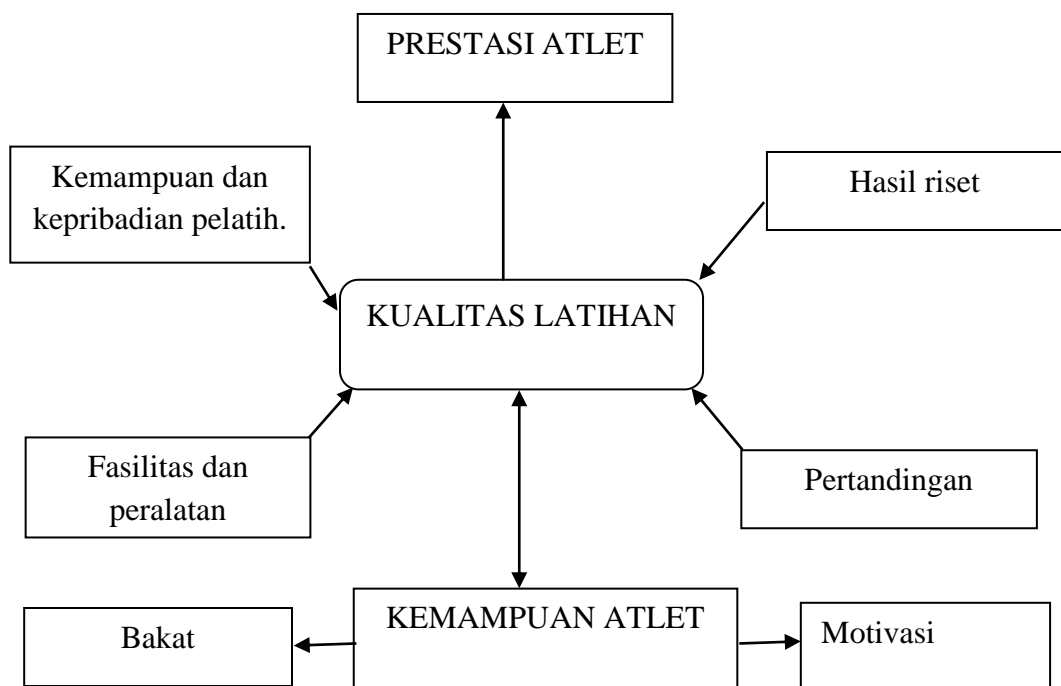 PRESTASI ATLET
Kemampuan dan
kepribadian pelatih.
Hasil riset
KUALITAS LATIHAN
Fasilitas dan
peralatan
Pertandingan
Bakat
KEMAMPUAN ATLET
Motivasi